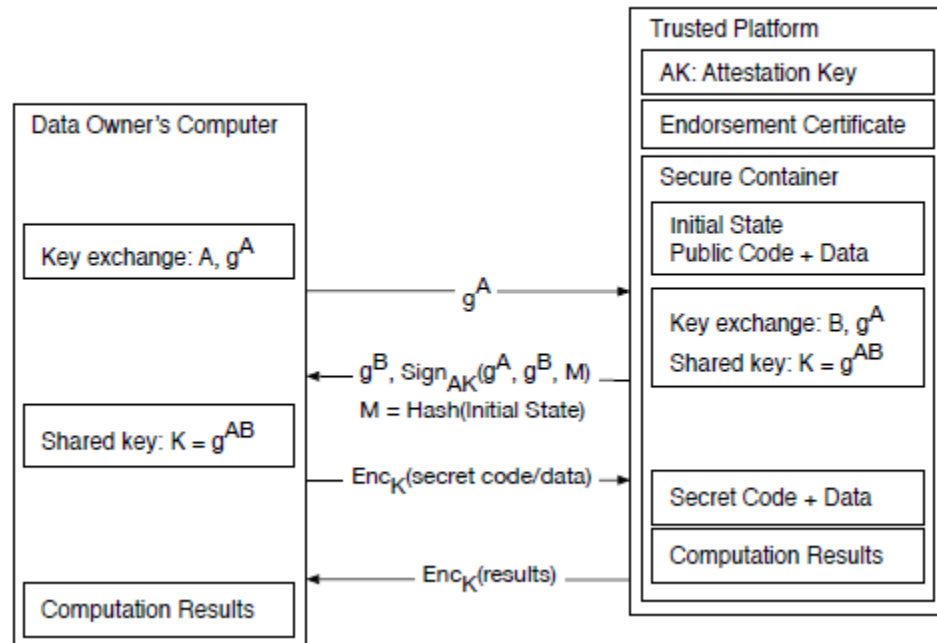 Trusted Platform
AK: Attestation Key
Endorsement Certificate
Data Owner's Computer
Secure Container
Initial State
Public Code + Data
Key exchange: A, g^A
g^A
Key exchange: B, g^A
Shared key: K = g^AB
g^B, Sign_AK(g^A, g^B, M)
M = Hash(Initial State)
Shared key: K = g^AB
Enc_K(secret code/data)
Secret Code + Data
Computation Results
Enc_K(results)
Computation Results